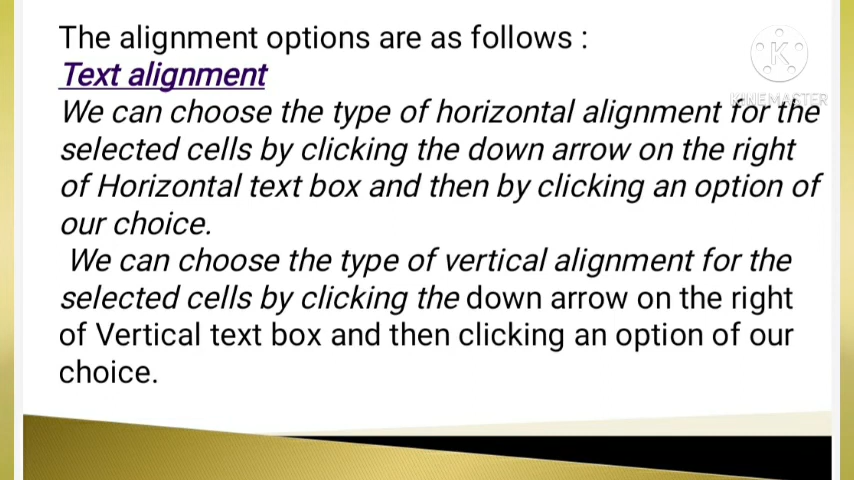 The alignment options are as follows :
Text alignment
We can choose the type of horizontal alignment for the
selected cells by clicking the down arrow on the right
of Horizontal text box and then by clicking an option of
our choice.
We can choose the type of vertical alignment for the
selected cells by clicking the down arrow on the right
of Vertical text box and then clicking an option of our
choice.
K
KINEMASTER